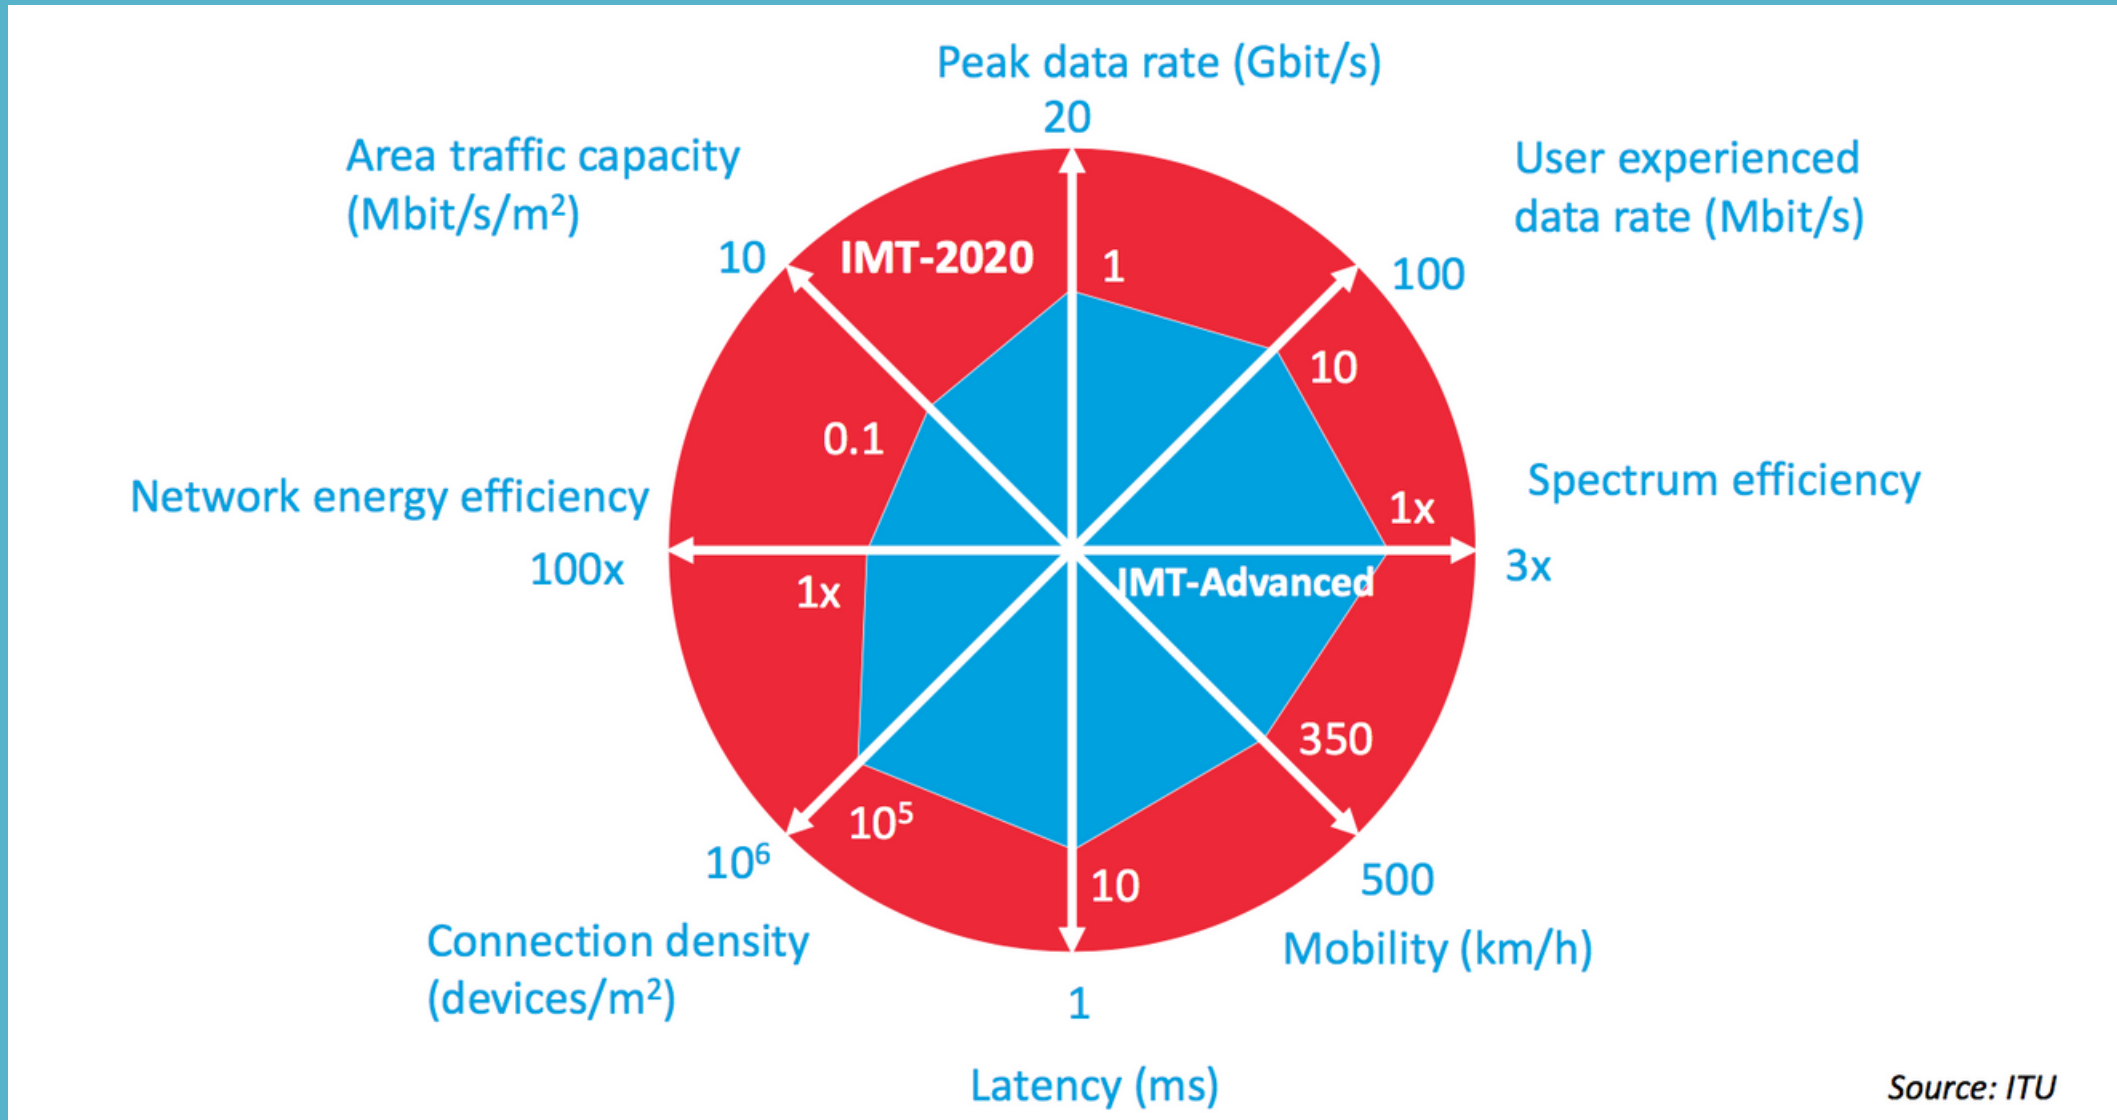 Peak data rate (Gbit/s)
20
Area traffic capacity
(Mbit/s/m²)
10
User experienced
data rate (Mbit/s)
100
IMT-2020
1
10
0.1
Network energy efficiency
100x
1x
1x
Spectrum efficiency
3x
IMT-Advanced
350
500
Mobility (km/h)
10⁵
10⁶
Connection density
(devices/m²)
10
1
Latency (ms)
Source: ITU